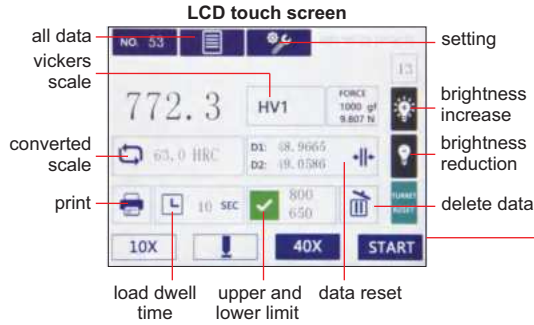 LCD touch screen
all data
NO. 53
setting
vickers
scale
13
772.3
HV1
FORCE
1000 gf
9.807 N
brightness
increase
converted
scale
63.0 HRC
D1: 48.9665
D2: 49.0586
brightness
reduction
print
10 SEC
800
650
TURRET
RESET
delete data
10X
40X
START
load dwell
time
upper and
lower limit
data reset